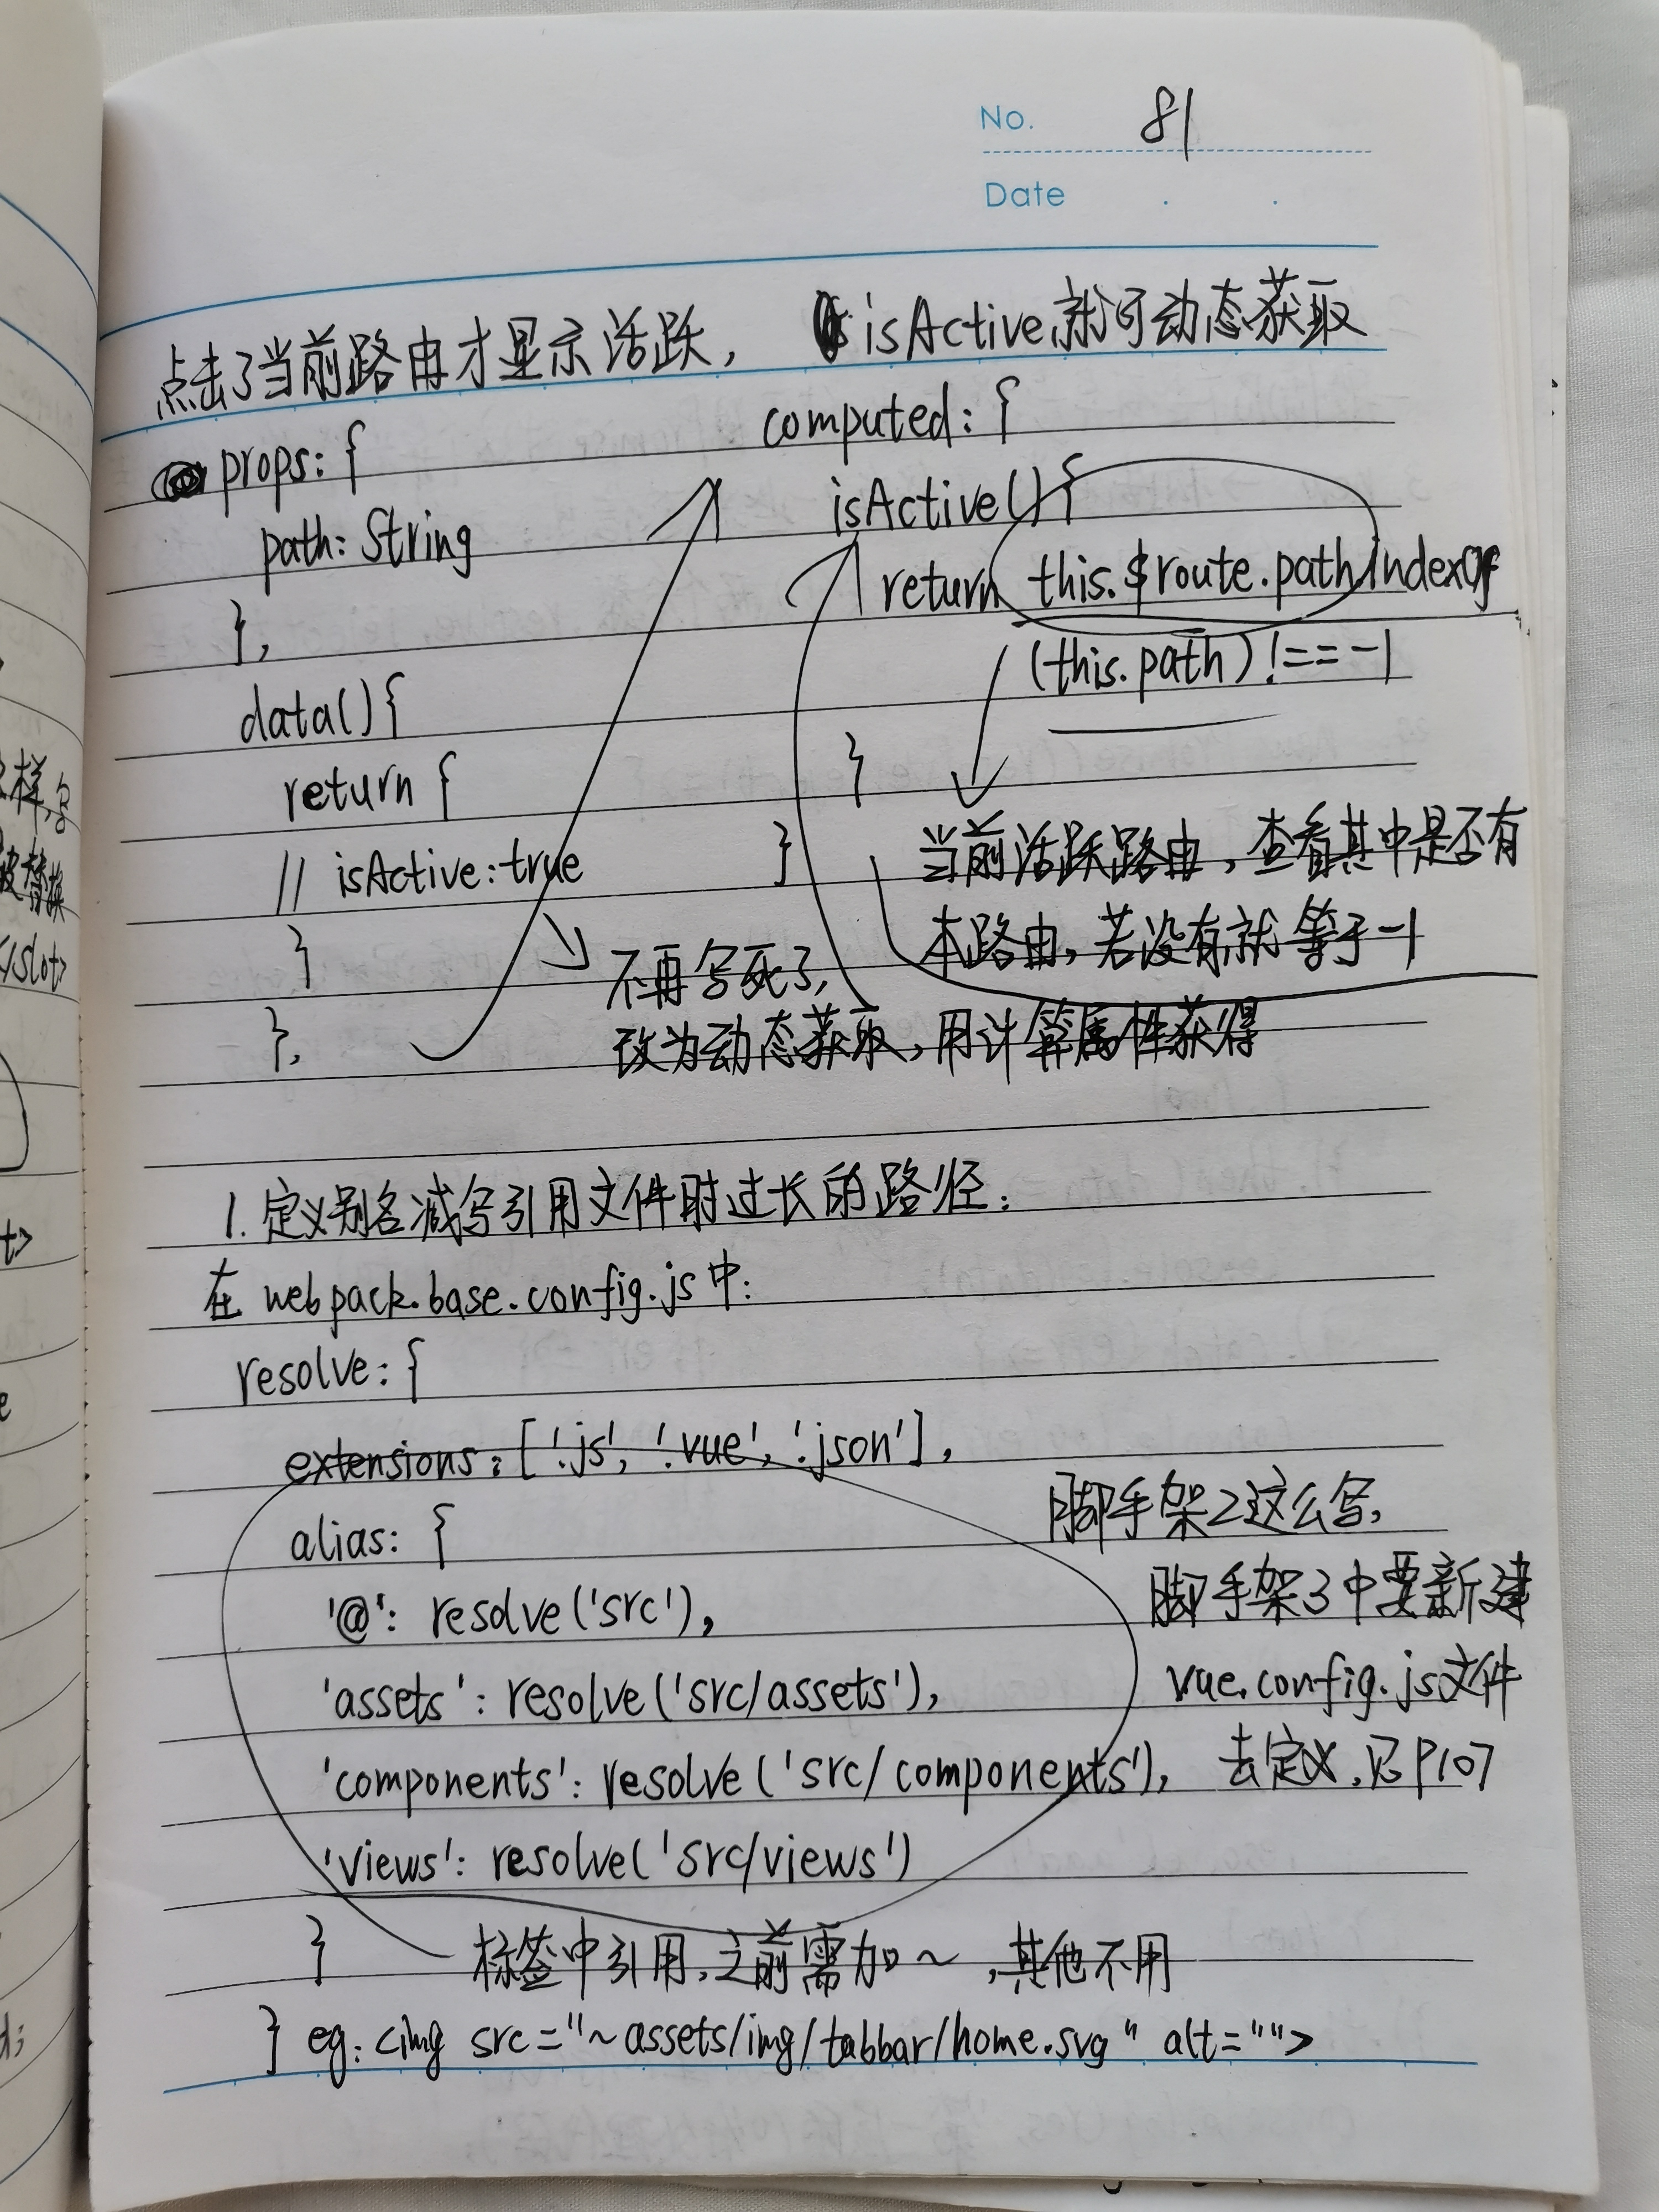 No. 81
Date
点击了当前路由才显示活跃， isActive就可动态获取
props: {
path: String
},
data(){
return {
// isActive: true
}
},
不再写死了，
改为动态获取，用计算属性获得
computed: {
isActive(){
return this.$route.path.indexOf
(this.path) !== -1
}
}
当前活跃路由，查看其中是否有
本路由，若没有就等于-1
1. 定义别名减写引用文件时过长的路径：
在 webpack.base.config.js中：
resolve: {
extensions: ['.js', '.vue', '.json'],
alias: {
'@': resolve('src'),
'assets': resolve('src/assets'),
'components': resolve('src/components'),
'views': resolve('src/views')
}
脚手架2这么写，
脚手架3中要新建
vue.config.js文件
去定义，见P107
标签中引用，之前需加~，其他不用
} eg: <img src="~assets/img/tabbar/home.svg" alt="">
样，写
被替换
</slot>
t>
e